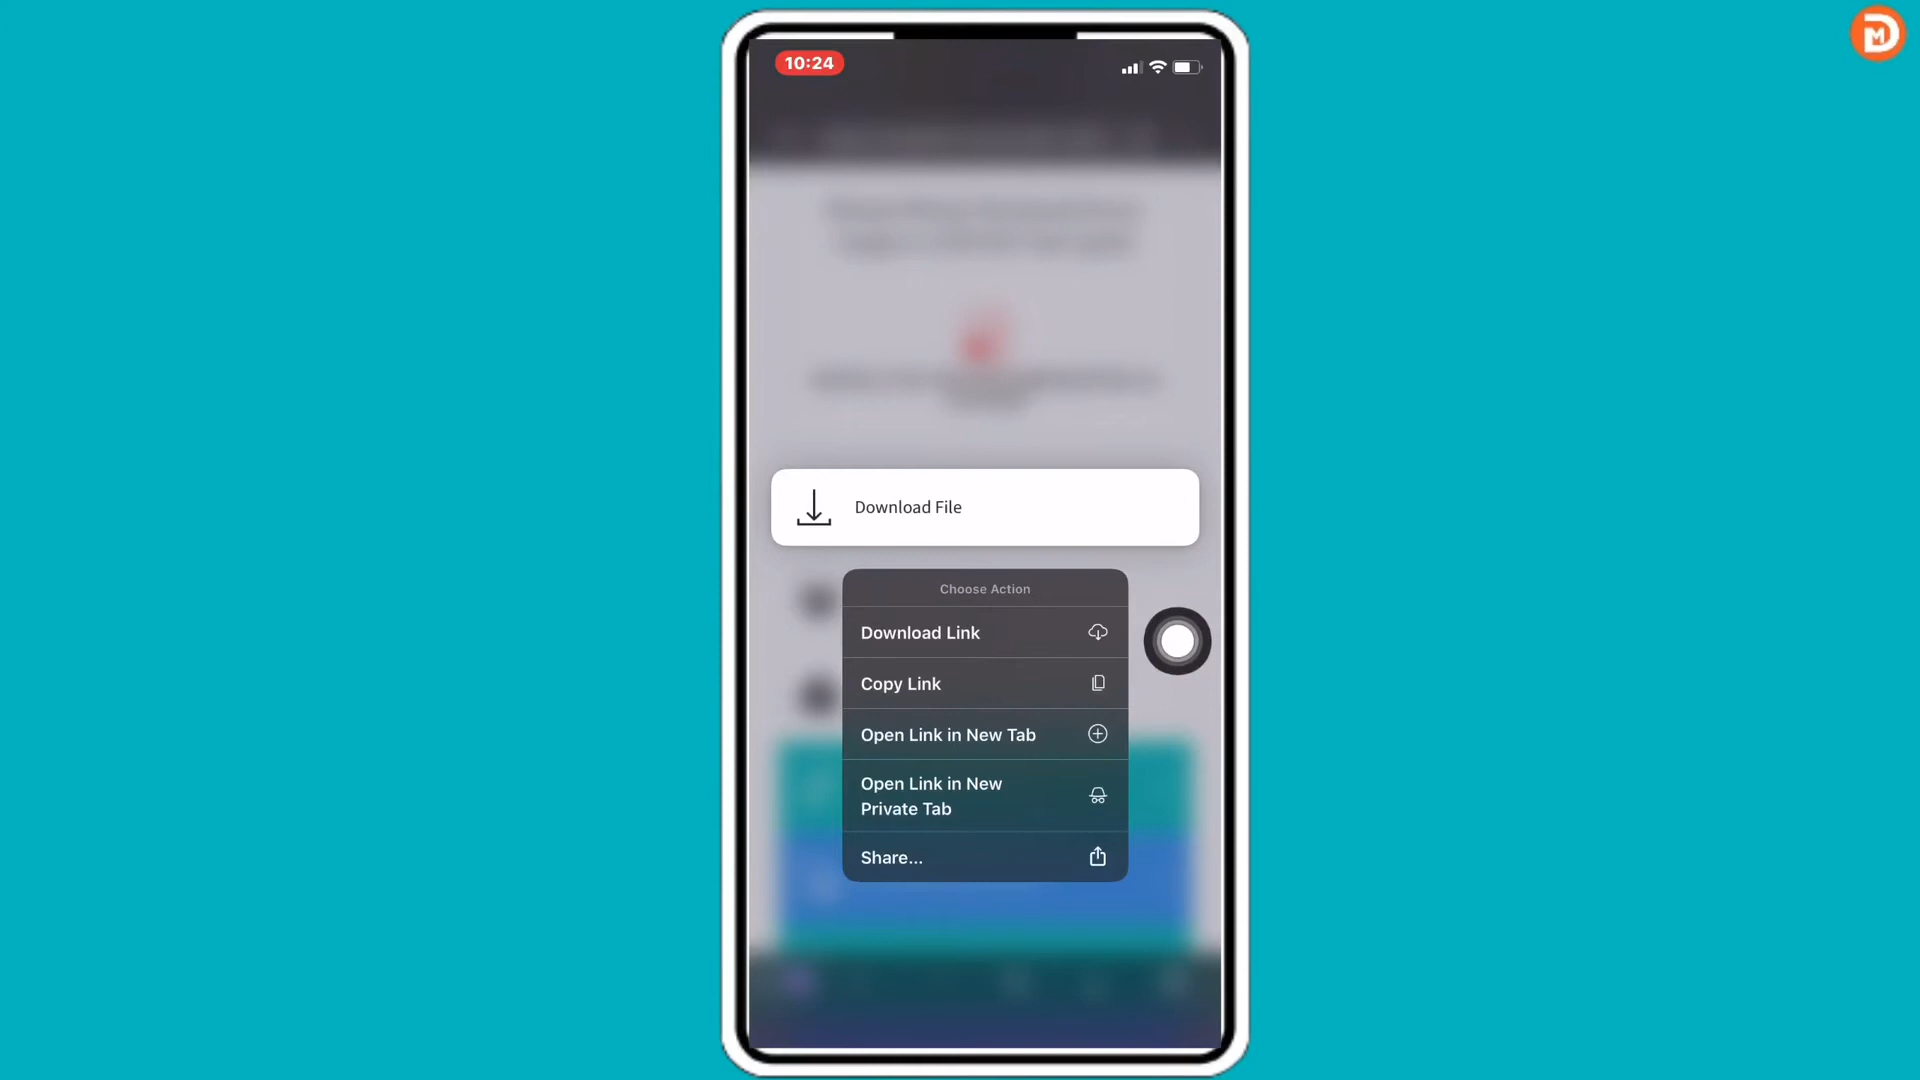 10:24
Download File
Choose Action
Download Link
Copy Link
Open Link in New Tab
Open Link in New
Private Tab
Share...